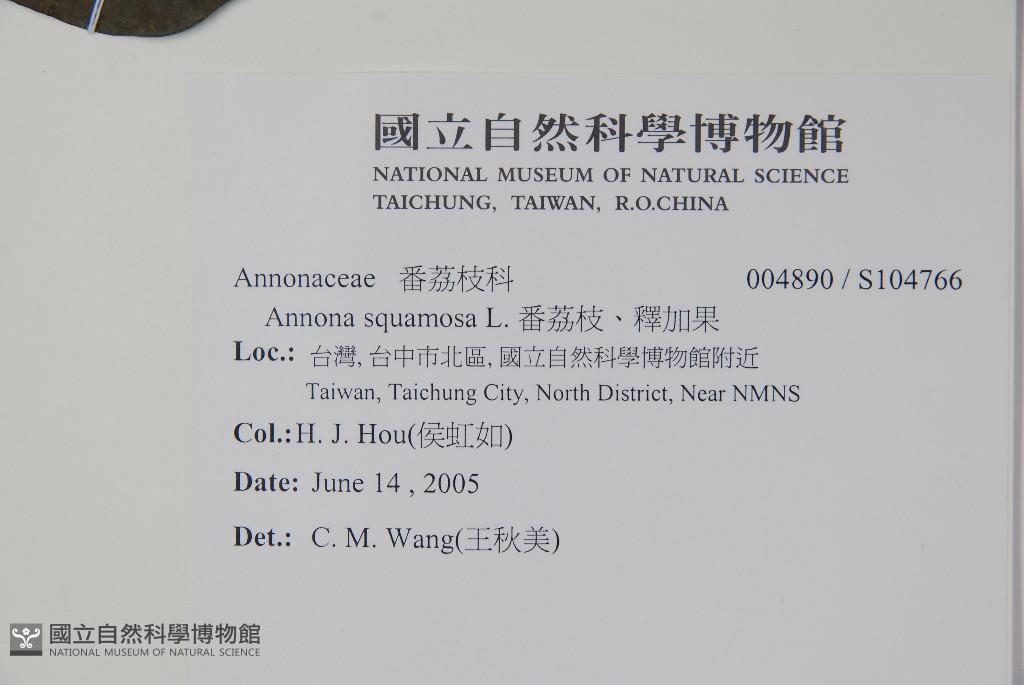 國立自然科學博物館
NATIONAL MUSEUM OF NATURAL SCIENCE
TAICHUNG, TAIWAN, R.O.CHINA
Annonaceae 番荔枝科 004890 / S104766
Annona squamosa L. 番荔枝、釋加果
Loc.: 台灣, 台中市北區, 國立自然科學博物館附近
Taiwan, Taichung City, North District, Near NMNS
Col.:H. J. Hou(侯虹如)
Date: June 14 , 2005
Det.: C. M. Wang(王秋美)
國立自然科學博物館
NATIONAL MUSEUM OF NATURAL SCIENCE